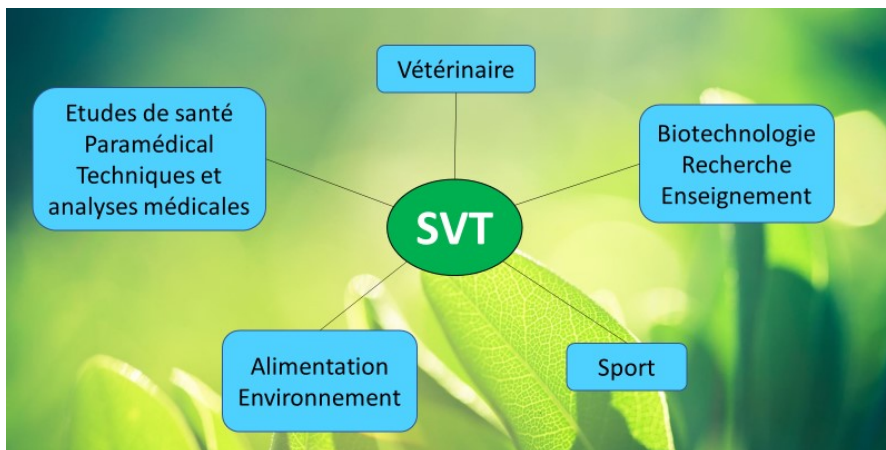 Vétérinaire
Etudes de santé
Paramédical
Techniques et
analyses médicales
Biotechnologie
Recherche
Enseignement
SVT
Alimentation
Environnement
Sport